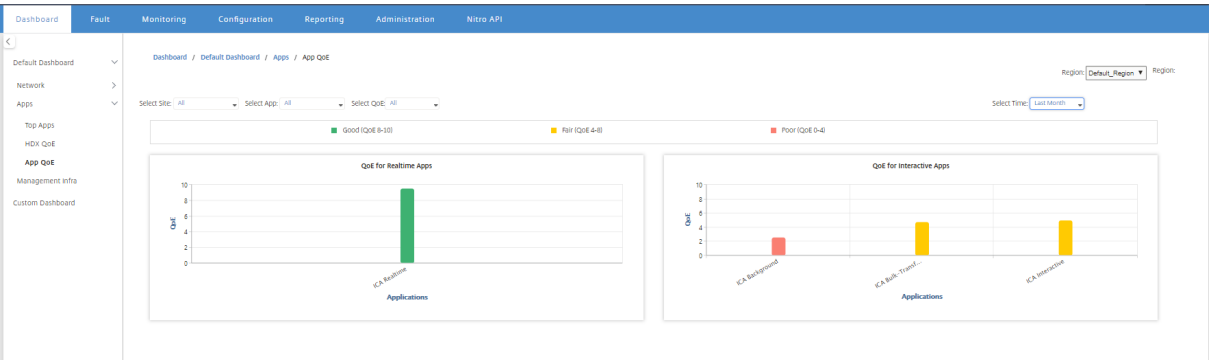 Dashboard Fault Monitoring Configuration Reporting Administration Nitro API
Default Dashboard
Network
Apps
Top Apps
HDX QoE
App QoE
Management Infra
Custom Dashboard
Dashboard / Default Dashboard / Apps / App QoE
Region: Default_Region Region:
Select Site: All Select App: All Select QoE: All Select Time: Last Month
Good (QoE 8-10) Fair (QoE 4-8) Poor (QoE 0-4)
QoE for Realtime Apps
10
8
6
4
2
0
QoE
ICA Realtime
Applications
QoE for Interactive Apps
10
8
6
4
2
0
QoE
ICA Background
ICA Bulk-Transf...
ICA Interactive
Applications